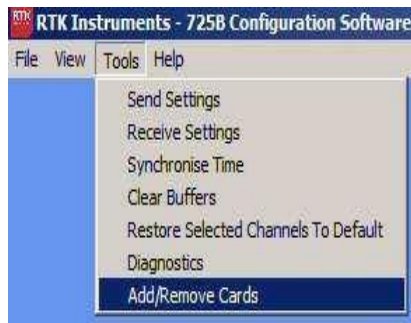 RTK RTK Instruments - 725B Configuration Software
File View Tools Help
Send Settings
Receive Settings
Synchronise Time
Clear Buffers
Restore Selected Channels To Default
Diagnostics
Add/Remove Cards